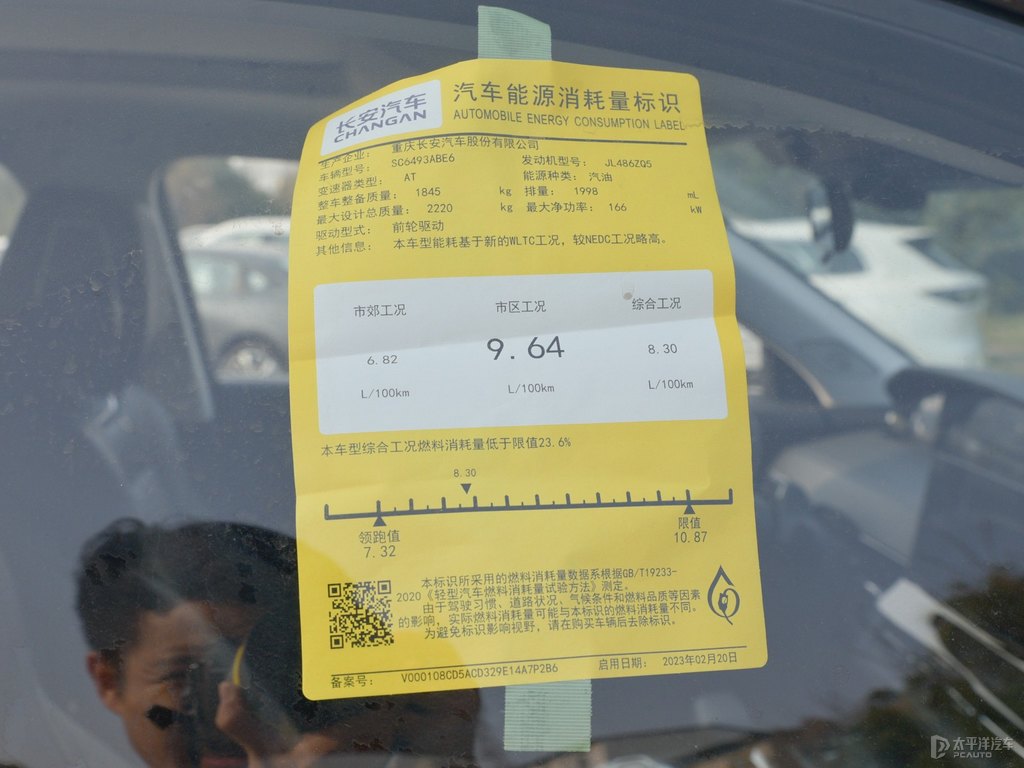 长安汽车
CHANGAN
汽车能源消耗量标识
AUTOMOBILE ENERGY CONSUMPTION LABEL
生产企业： 重庆长安汽车股份有限公司
车辆型号： SC6493ABE6 发动机型号： JL486ZQ5
变速器类型： AT 能源种类： 汽油
整车整备质量： 1845 kg 排量： 1998 mL
最大设计总质量： 2220 kg 最大净功率： 166 kW
驱动型式： 前轮驱动
其他信息： 本车型能耗基于新的WLTC工况，较NEDC工况略高。
市郊工况 市区工况 综合工况
6.82 9.64 8.30
L/100km L/100km L/100km
本车型综合工况燃料消耗量低于限值23.6%
8.30
领跑值 限值
7.32 10.87
本标识所采用的燃料消耗量数据系根据GB/T19233-
2020《轻型汽车燃料消耗量试验方法》测定。
由于驾驶习惯、道路状况、气候条件和燃料品质等因素
的影响，实际燃料消耗量可能与本标识的燃料消耗量不同。
为避免标识影响视野，请在购买车辆后去除标识。
备案号： V000108CD5ACD329E14A7P2B6 启用日期： 2023年02月20日
太平洋汽车
PCAUTO